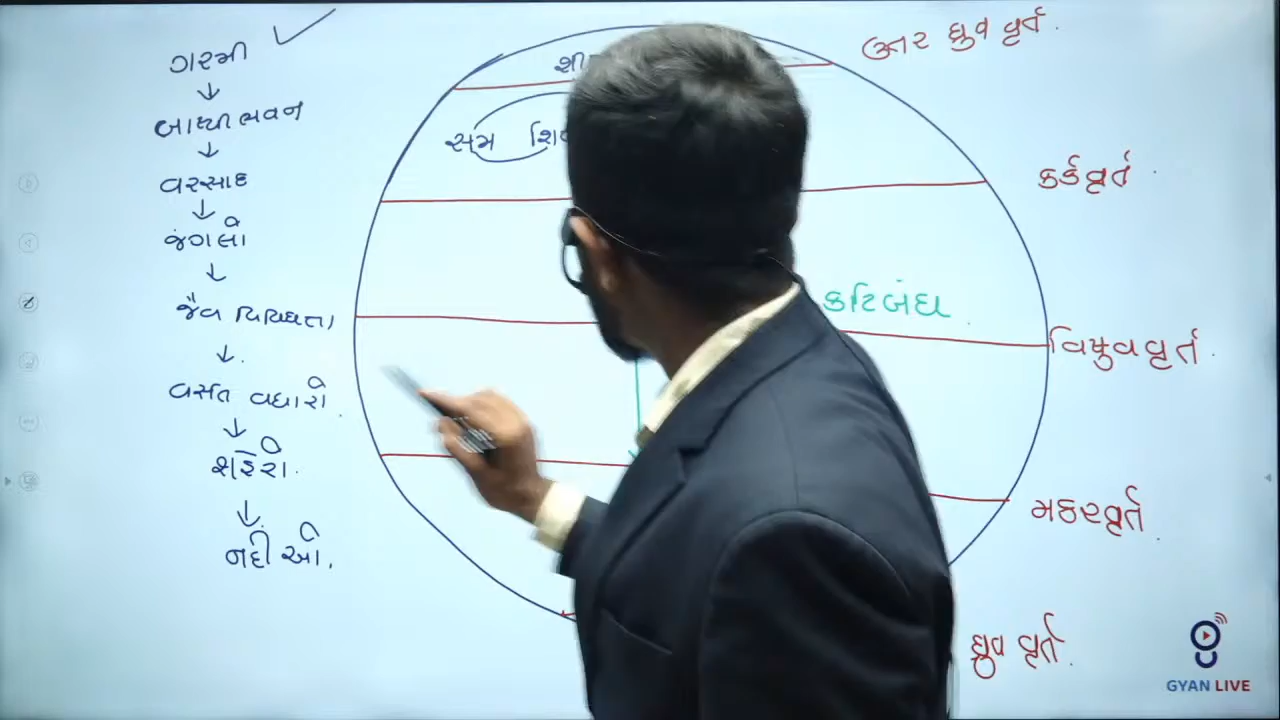 ગરમી
બાષ્પીભવન
વરસાદ
જંગલો
જૈવ વિવિધતા
વસંત વધારો
શહેરો.
નદીઓ.
સમ
કટિબંધ
ઉત્તર ધ્રુવ વૃર્ત.
કર્કવૃર્ત
વિષુવવૃર્ત.
મકરવૃર્ત
ધ્રુવ વૃર્ત.
GYAN LIVE